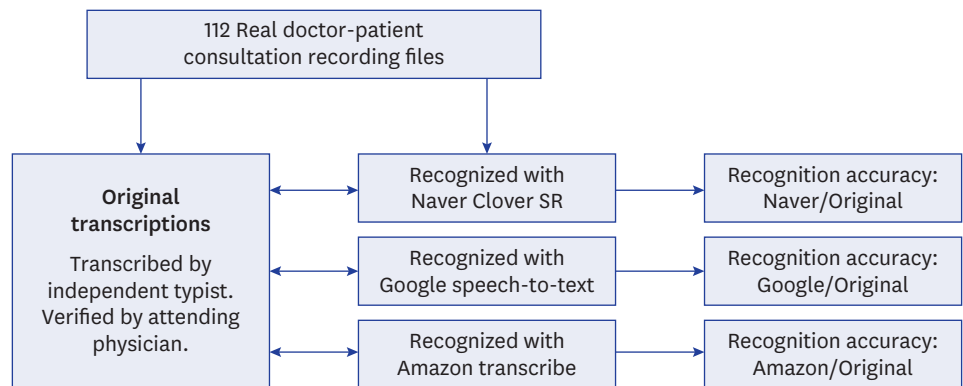 112 Real doctor-patient
consultation recording files
Original
transcriptions
Transcribed by
independent typist.
Verified by attending
physician.
Recognized with
Naver Clover SR
Recognition accuracy:
Naver/Original
Recognized with
Google speech-to-text
Recognition accuracy:
Google/Original
Recognized with
Amazon transcribe
Recognition accuracy:
Amazon/Original